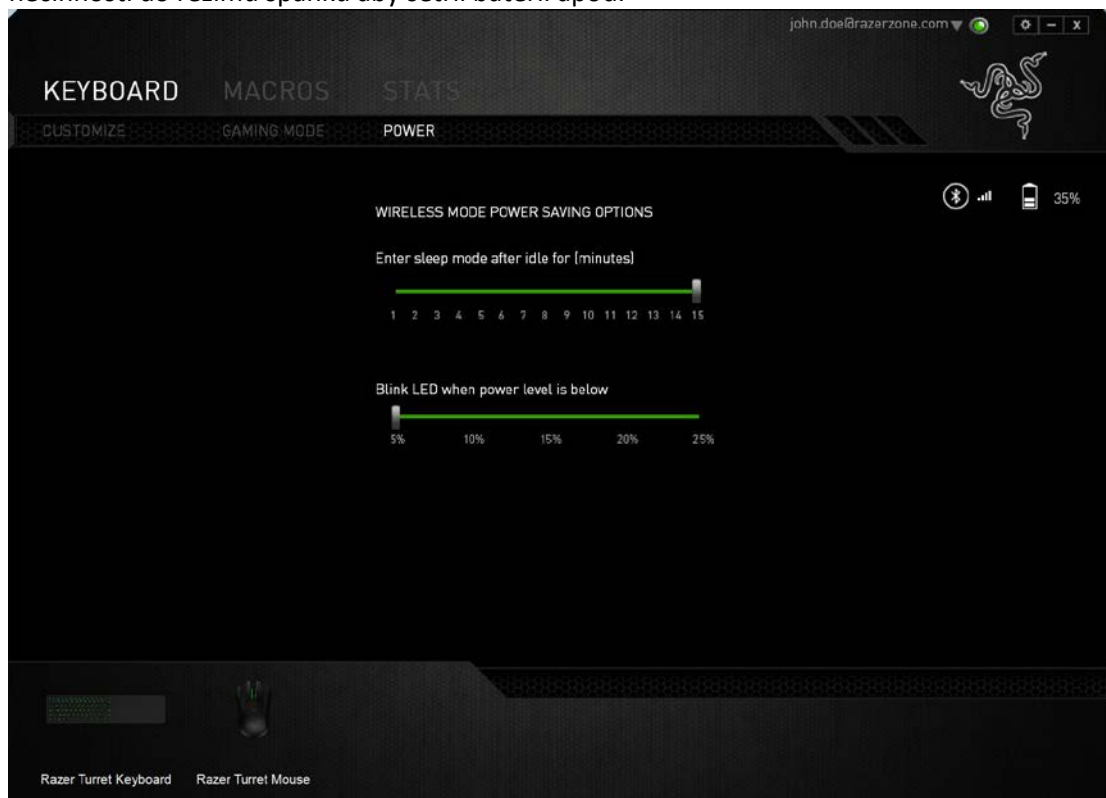 john.doe@razerzone.com
KEYBOARD MACROS STATS
CUSTOMIZE GAMING MODE POWER
35%
WIRELESS MODE POWER SAVING OPTIONS
Enter sleep mode after idle for (minutes)
1 2 3 4 5 6 7 8 9 10 11 12 13 14 15
Blink LED when power level is below
5% 10% 15% 20% 25%
Razer Turret Keyboard Razer Turret Mouse